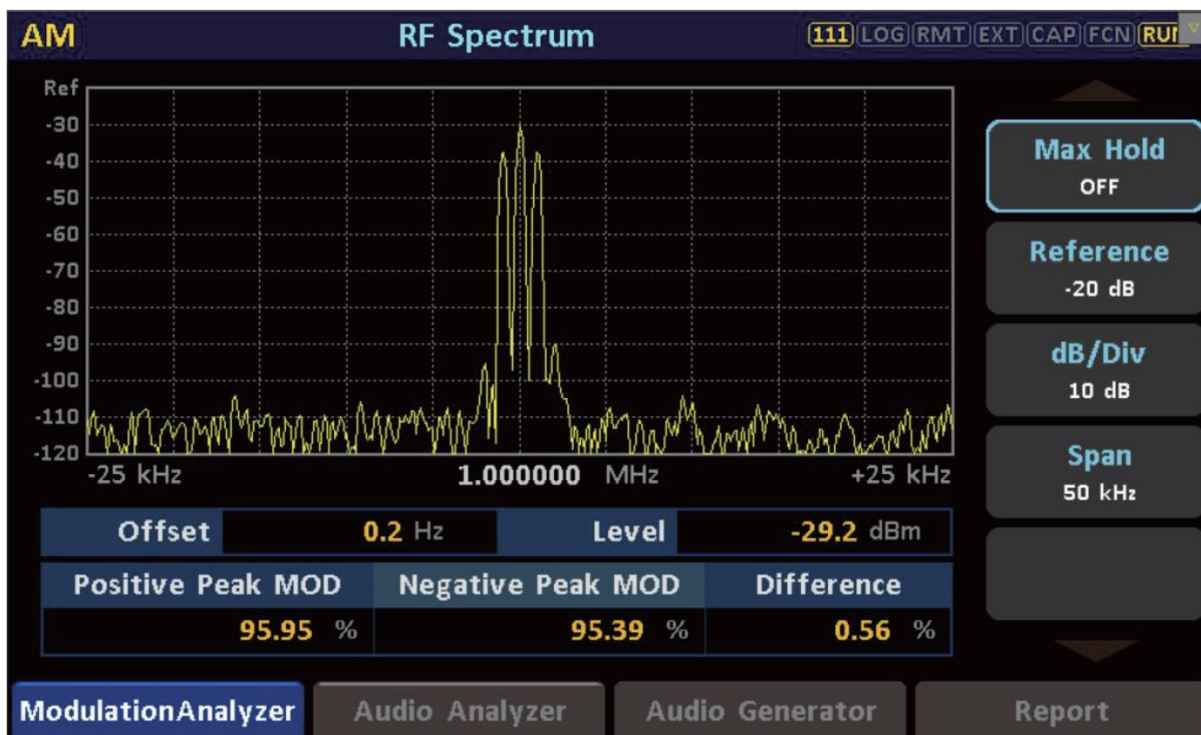 AM RF Spectrum 111 LOG RMT EXT CAP FCN RUN
Ref
-30
-40
-50
-60
-70
-80
-90
-100
-110
-120
-25 kHz 1.000000 MHz +25 kHz
Max Hold
OFF
Reference
-20 dB
dB/Div
10 dB
Span
50 kHz
Offset 0.2 Hz Level -29.2 dBm
Positive Peak MOD Negative Peak MOD Difference
95.95 % 95.39 % 0.56 %
ModulationAnalyzer Audio Analyzer Audio Generator Report